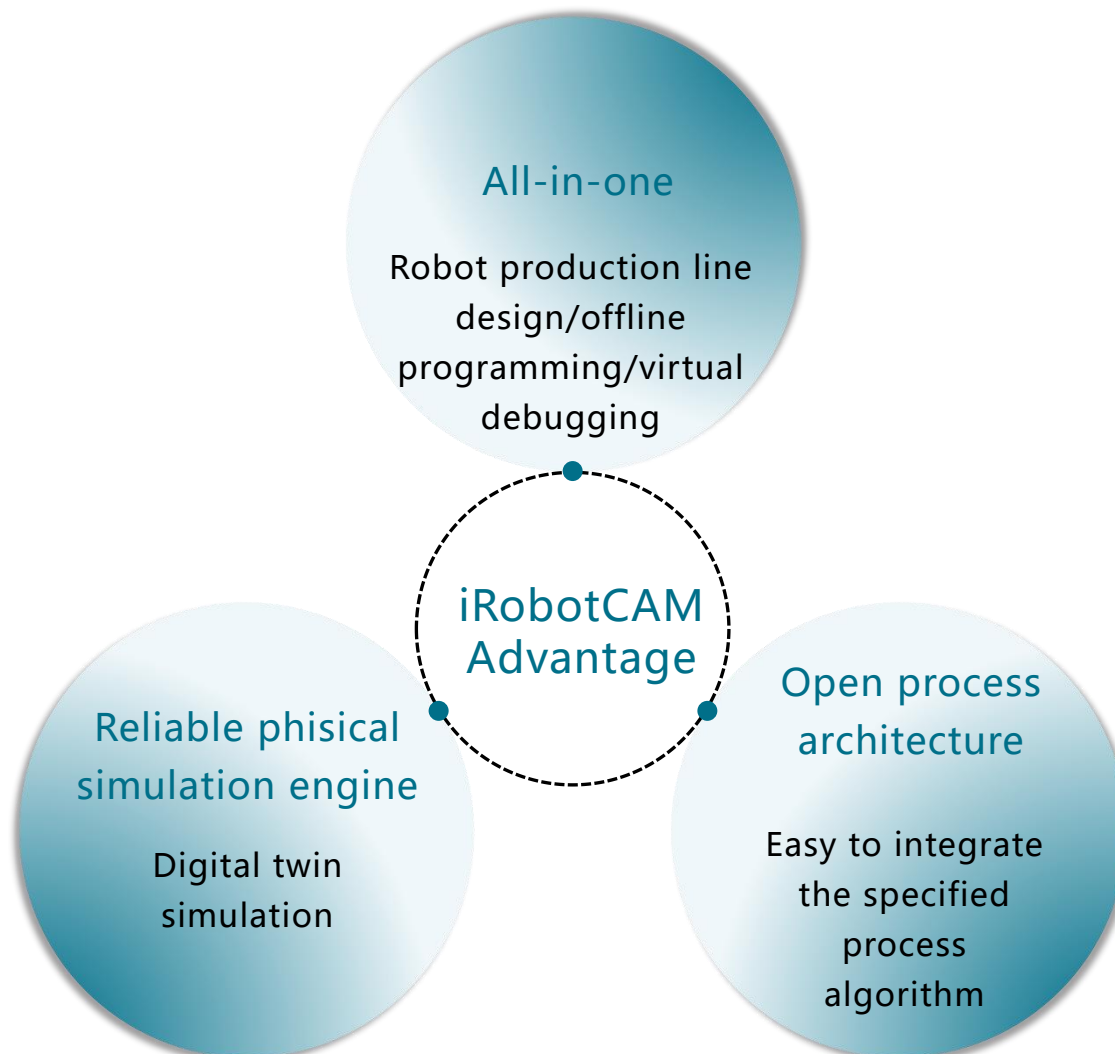 All-in-one
Robot production line
design/offline
programming/virtual
debugging
iRobotCAM
Advantage
Reliable phisical
simulation engine
Digital twin
simulation
Open process
architecture
Easy to integrate
the specified
process
algorithm